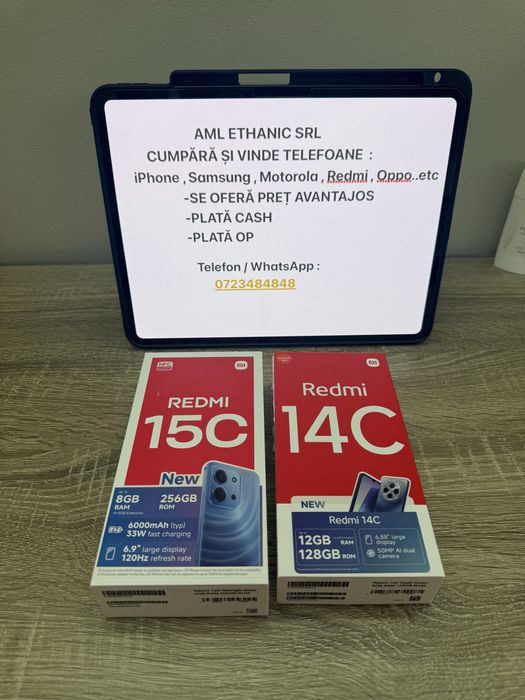 AML ETHANIC SRL
CUMPĂRĂ ȘI VINDE TELEFOANE :
iPhone , Samsung , Motorola , Redmi , Oppo..etc
-SE OFERĂ PREȚ AVANTAJOS
-PLATĂ CASH
-PLATĂ OP
Telefon / WhatsApp :
0723484848
NFC
REDMI
15C
New
8GB
RAM
256GB
ROM
6000mAh (typ)
33W fast charging
6.9" large display
120Hz refresh rate
Redmi
14C
NEW
Redmi 14C
12GB
RAM
128GB
ROM
6.88" large
display
50MP AI dual
camera